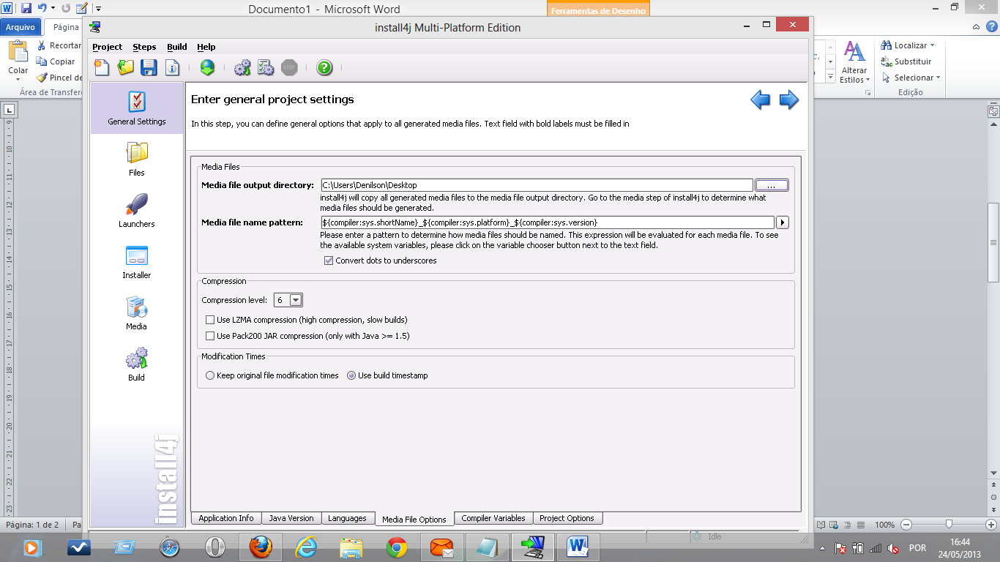 Documento1 - Microsoft Word
Ferramentas de Desenho
Arquivo
Página
Recortar
Copiar
Pincel de
Colar
Área de Transferê
install4j Multi-Platform Edition
Project Steps Build Help
STOP
General Settings
Files
Launchers
Installer
Media
Build
install4j
Enter general project settings
In this step, you can define general options that apply to all generated media files. Text field with bold labels must be filled in
Media Files
Media file output directory: C:\Users\Denilson\Desktop ...
install4j will copy all generated media files to the media file output directory. Go to the media step of install4j to determine what
media files should be generated.
Media file name pattern: ${compiler:sys.shortName}_${compiler:sys.platform}_${compiler:sys.version}
Please enter a pattern to determine how media files should be named. This expression will be evaluated for each media file. To see
the available system variables, please click on the variable chooser button next to the text field.
Convert dots to underscores
Compression
Compression level: 6
Use LZMA compression (high compression, slow builds)
Use Pack200 JAR compression (only with Java >= 1.5)
Modification Times
Keep original file modification times Use build timestamp
Application Info Java Version Languages Media File Options Compiler Variables Project Options
Idle
Alterar
Estilos
Localizar
Substituir
Selecionar
Edição
Página: 1 de 2 Pa
100%
POR
16:44
24/05/2013